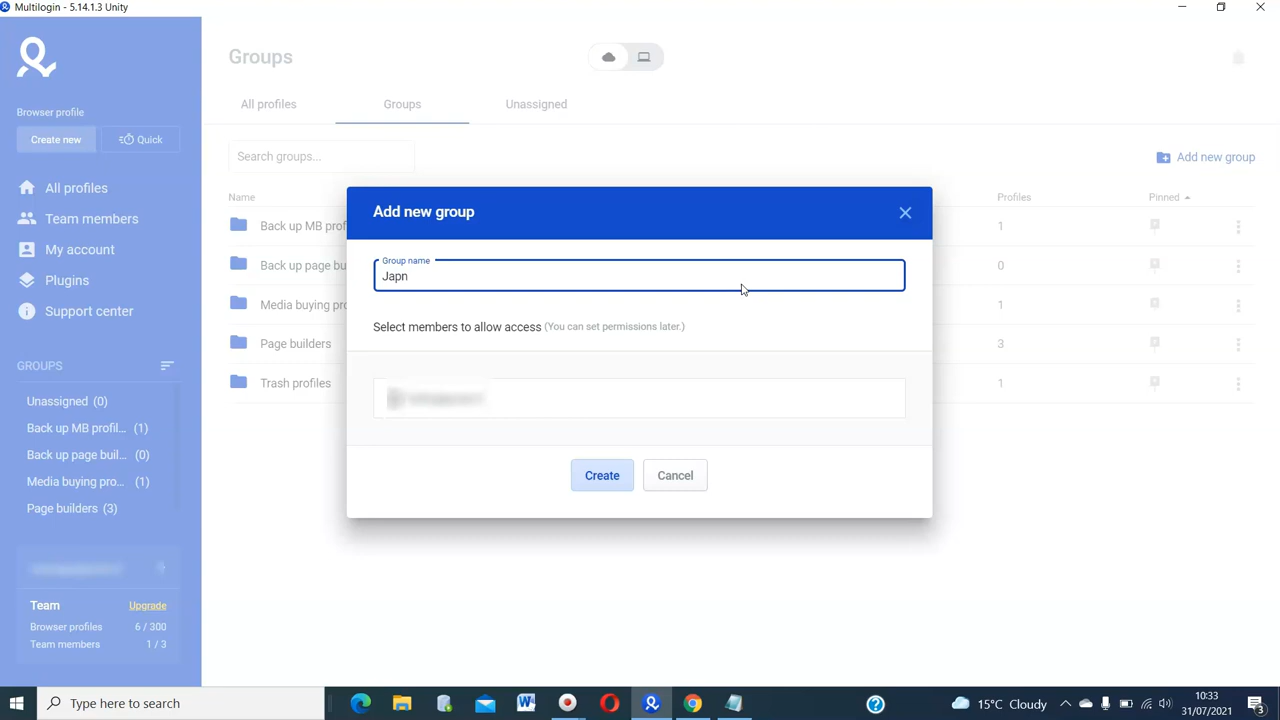 Multilogin - 5.14.1.3 Unity
Groups
Browser profile
Create new
Quick
All profiles
Groups
Unassigned
Search groups...
Add new group
Name
Profiles
Pinned
All profiles
Team members
My account
Plugins
Support center
Back up MB prof
1
Back up page bu
0
Media buying pro
1
Page builders
3
Trash profiles
1
Add new group
Group name
Japn
Select members to allow access (You can set permissions later.)
Create
Cancel
GROUPS
Unassigned (0)
Back up MB profil... (1)
Back up page buil... (0)
Media buying pro... (1)
Page builders (3)
Team
Upgrade
Browser profiles
6 / 300
Team members
1 / 3
Type here to search
15°C Cloudy
10:33
31/07/2021
3